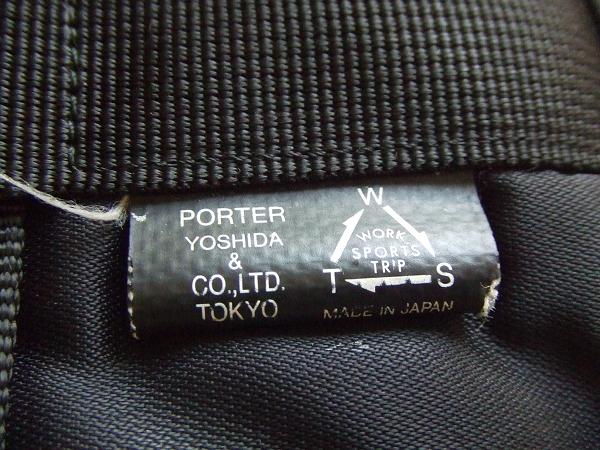 PORTER
YOSHIDA
&
CO.,LTD.
TOKYO
W
WORK
SPORTS
TRIP
T S
MADE IN JAPAN